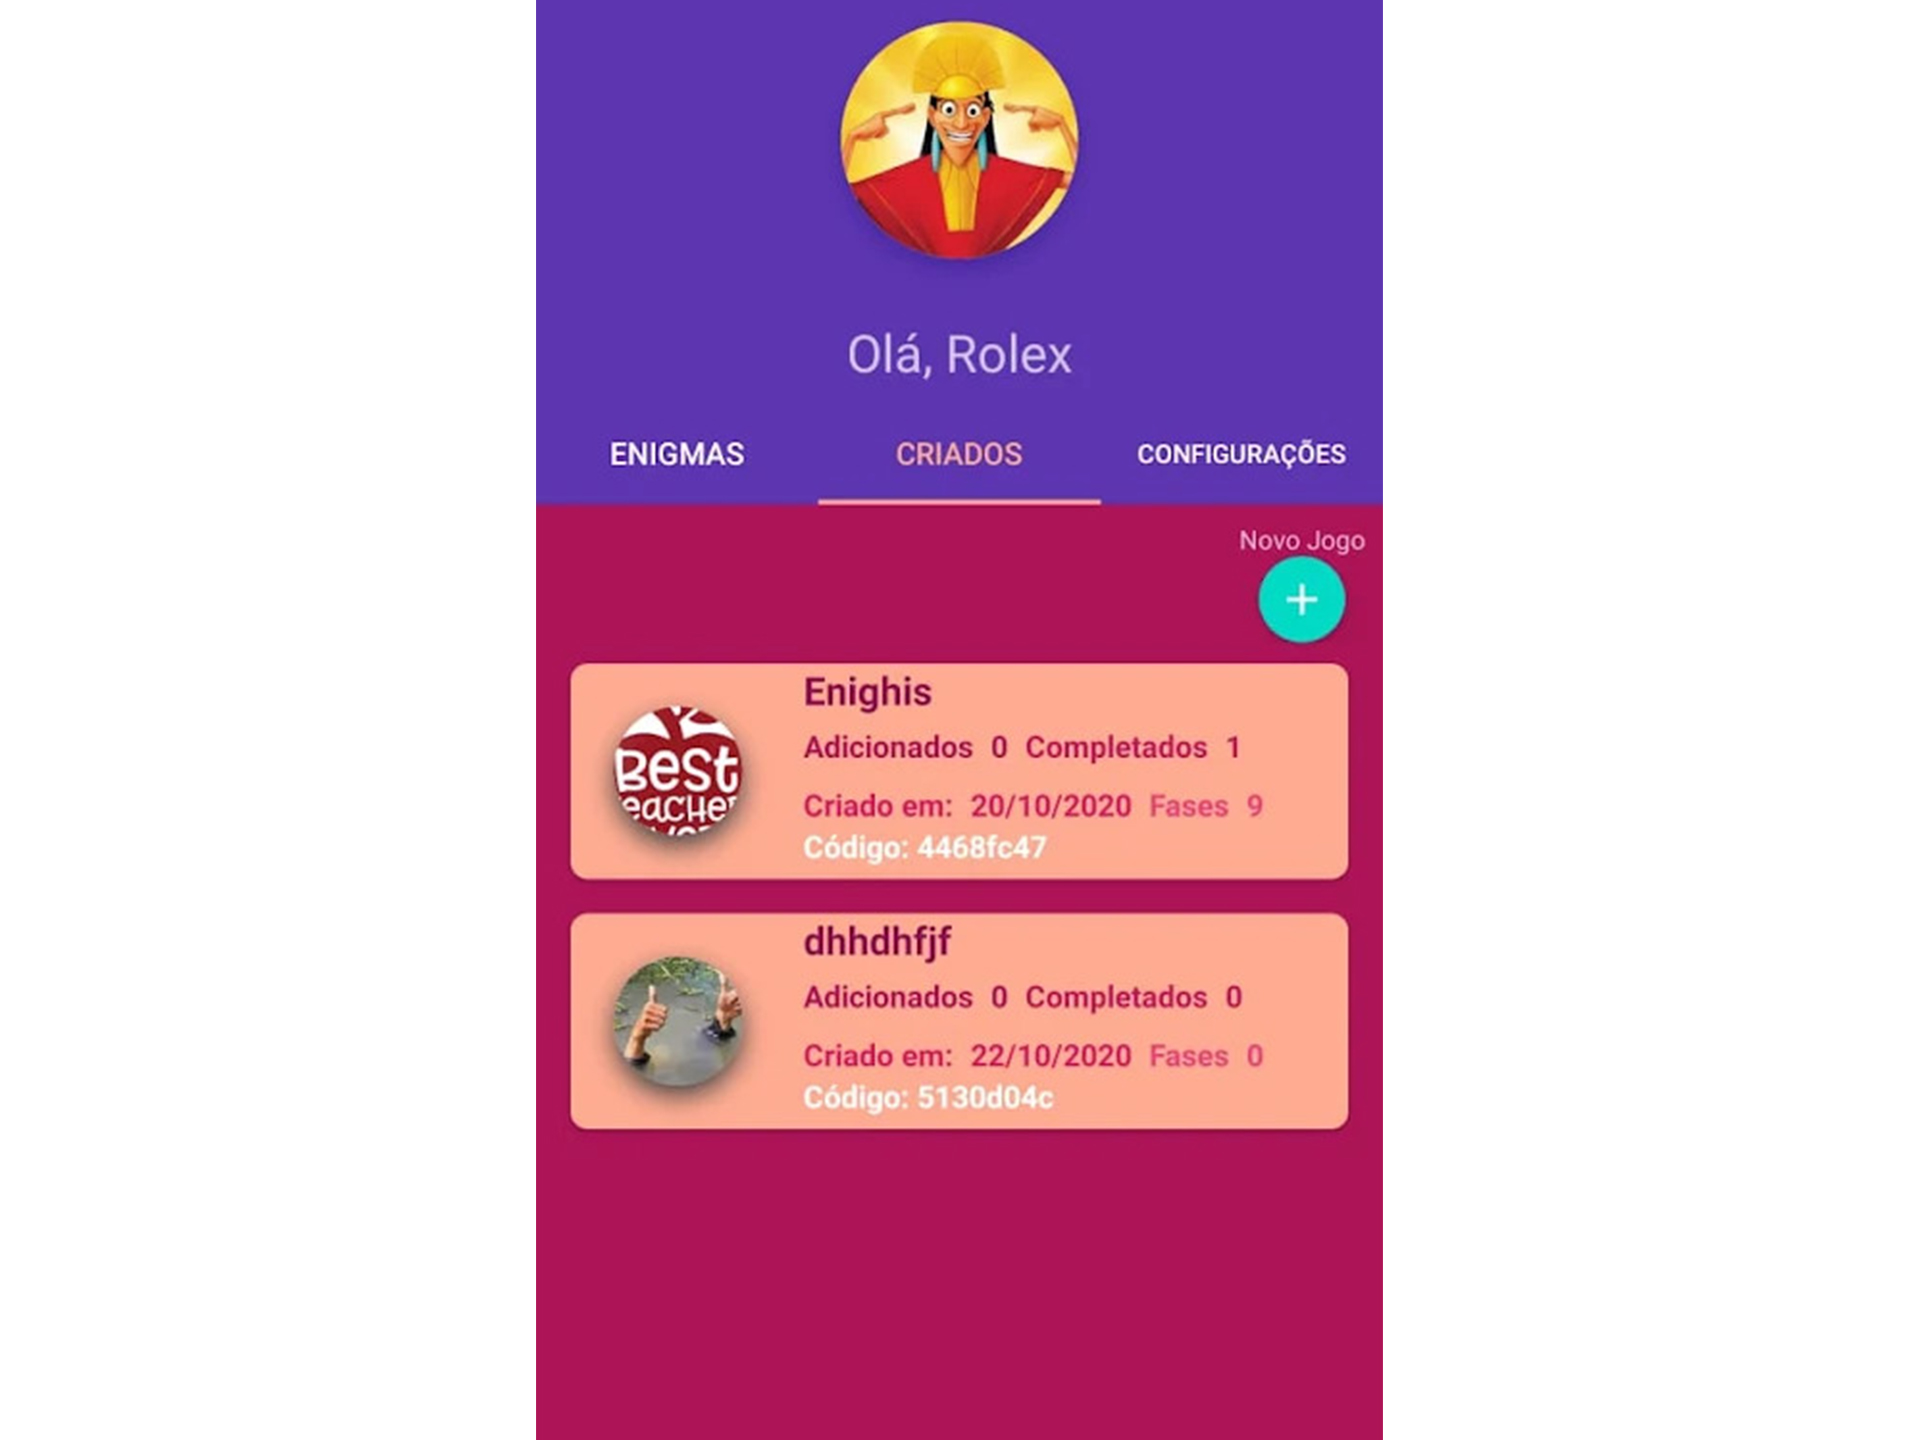 Olá, Rolex
ENIGMAS CRIADOS CONFIGURAÇÕES
Novo Jogo
+
Enighis
Adicionados 0 Completados 1
Criado em: 20/10/2020 Fases 9
Código: 4468fc47
Best
dhhdhfjf
Adicionados 0 Completados 0
Criado em: 22/10/2020 Fases 0
Código: 5130d04c